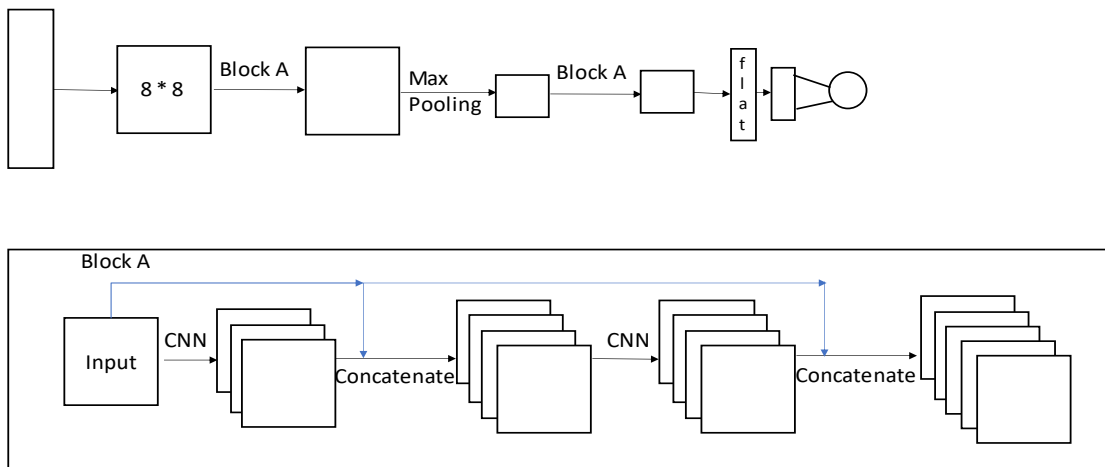 8 * 8
Block A
Max
Pooling
Block A
f
l
a
t
Block A
Input
CNN
Concatenate
CNN
Concatenate